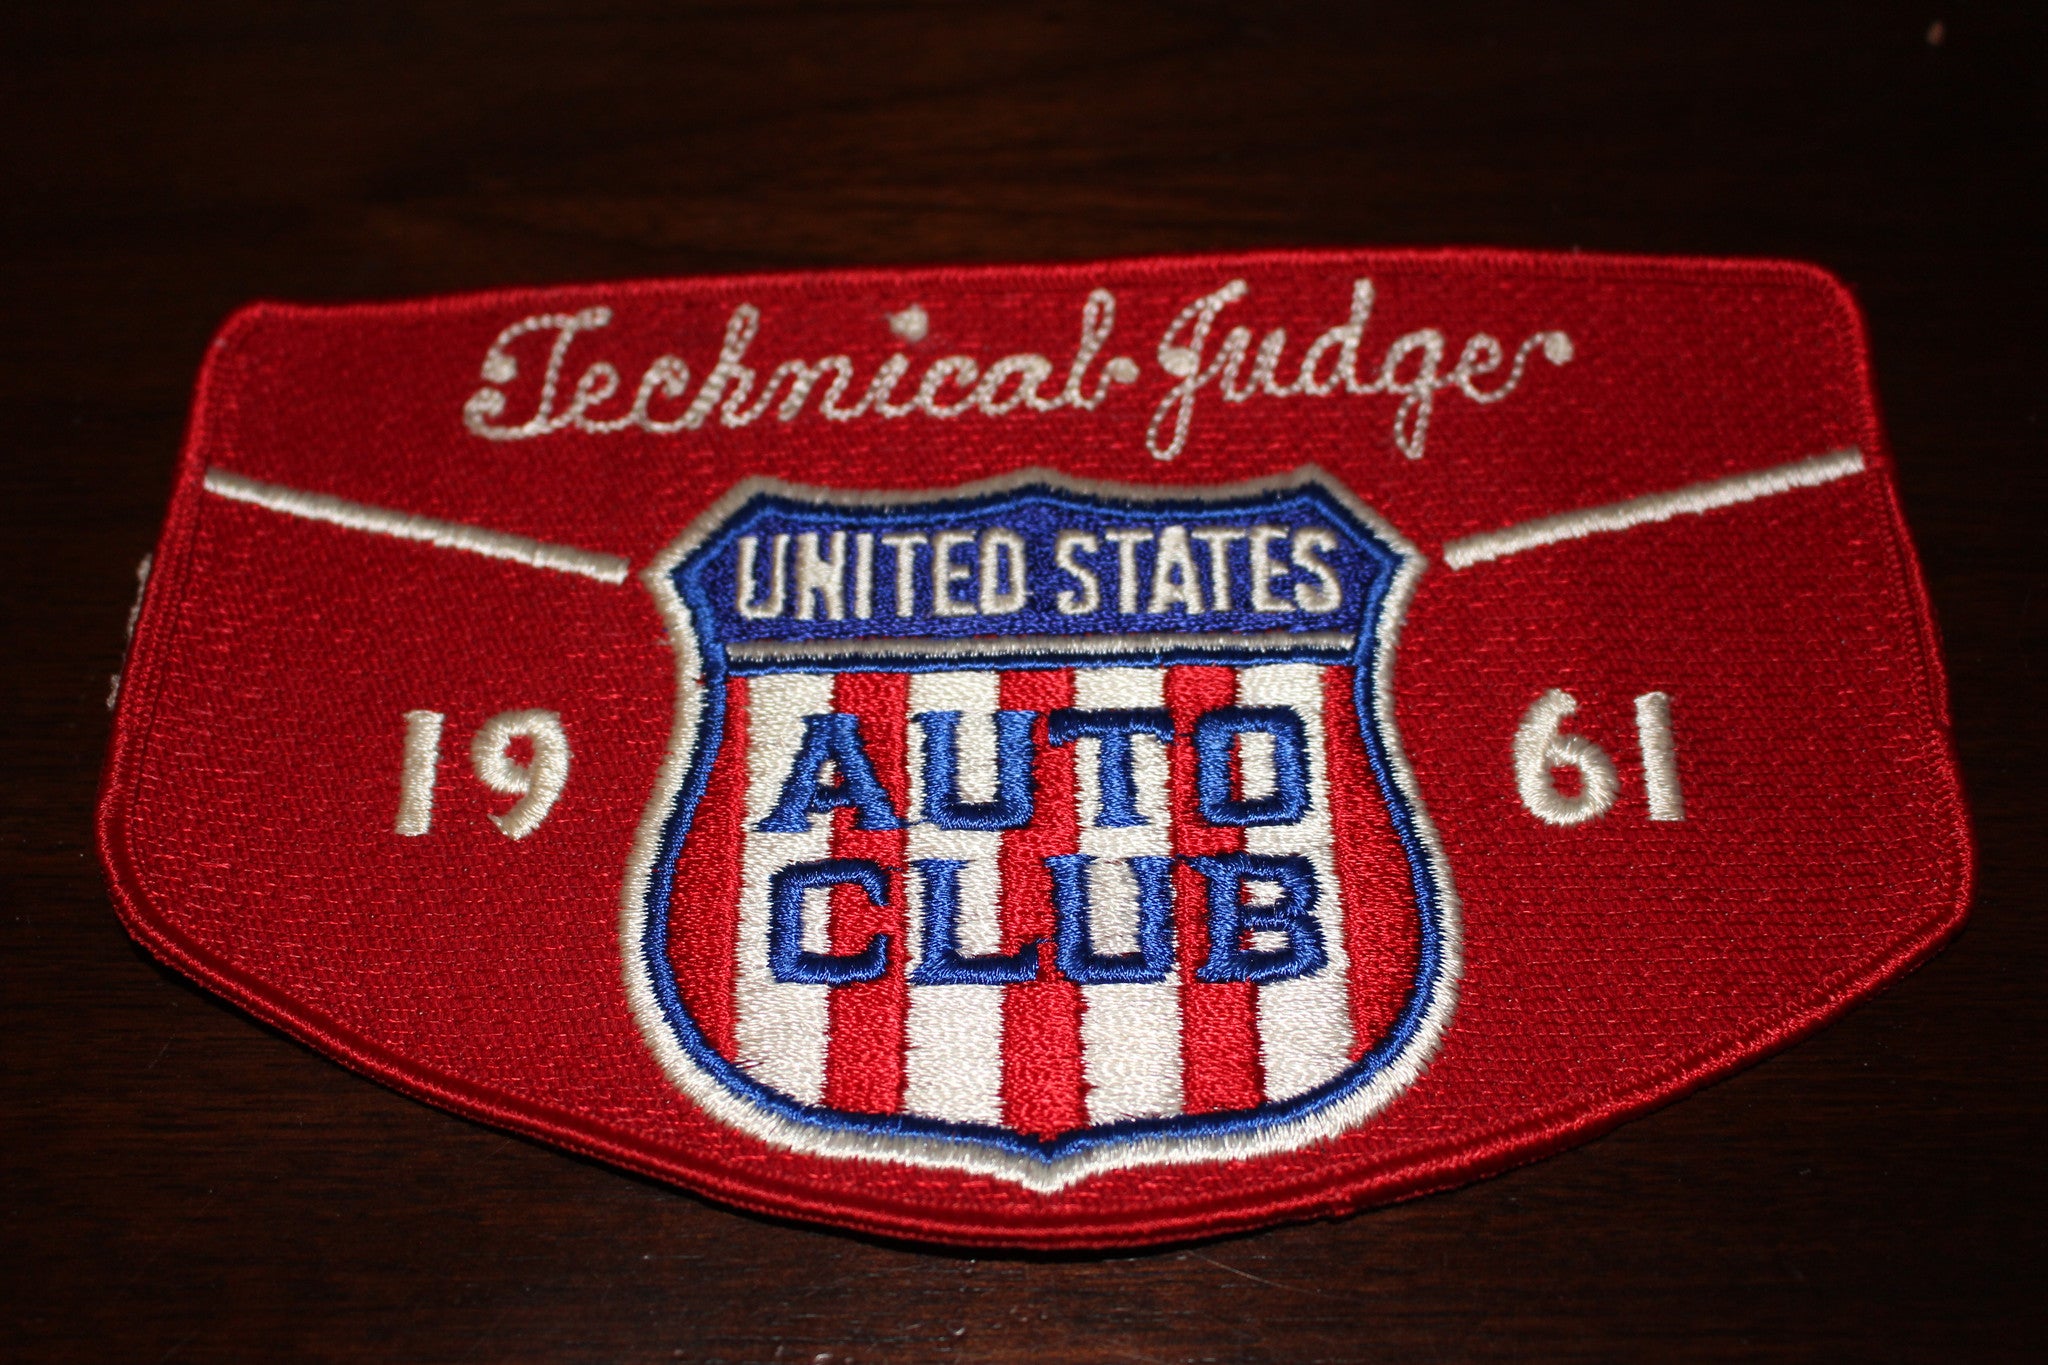 Technical Judge
UNITED STATES
19 61
AUTO
CLUB